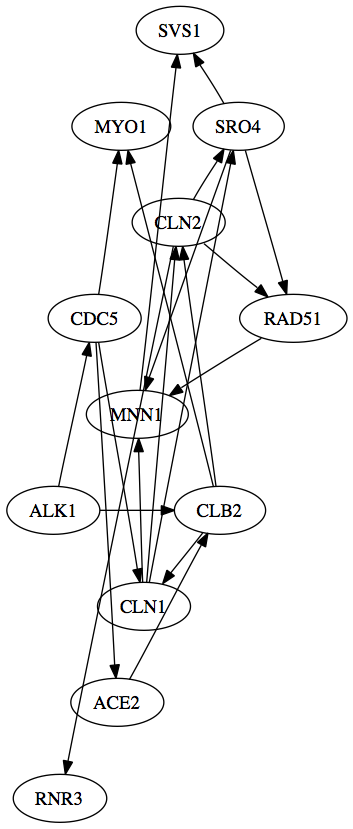 SVS1
MYO1
SRO4
CLN2
CDC5
RAD51
MNN1
ALK1
CLB2
CLN1
ACE2
RNR3